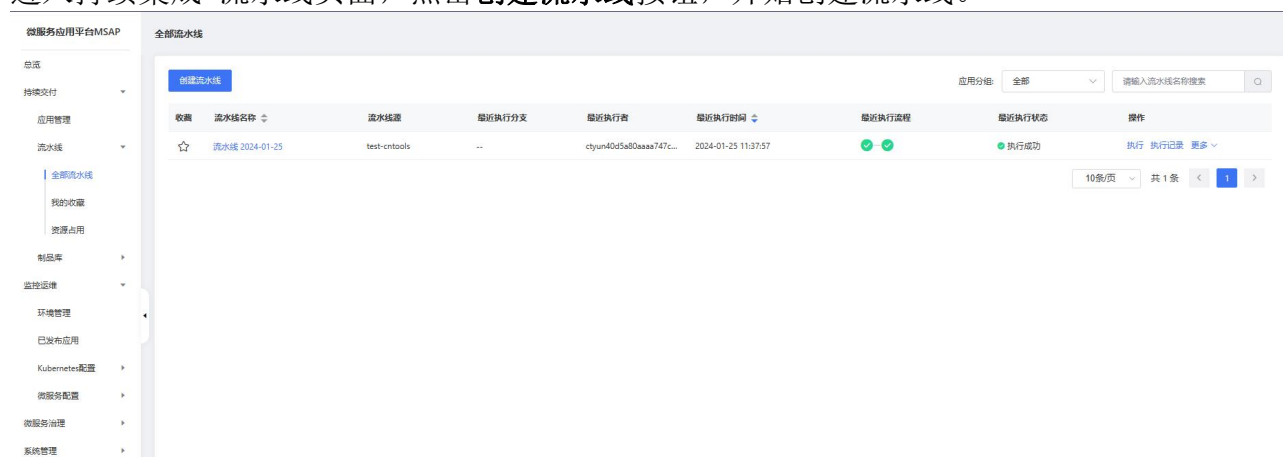 进入持续集成-流水线页面，点击创建流水线按钮，开始创建流水线。
微服务应用平台MSAP
全部流水线
总览
持续交付
应用管理
流水线
全部流水线
我的收藏
资源占用
制品库
监控运维
环境管理
已发布应用
Kubernetes配置
微服务配置
微服务治理
系统管理
创建流水线
应用分组: 全部 请输入流水线名称搜索
收藏 流水线名称 流水线源 最近执行分支 最近执行者 最近执行时间 最近执行流程 最近执行状态 操作
流水线 2024-01-25 test-cntools -- ctyun40d5a80aaaa747c... 2024-01-25 11:37:57 执行成功 执行 执行记录 更多
10条/页 共 1 条 < 1 >